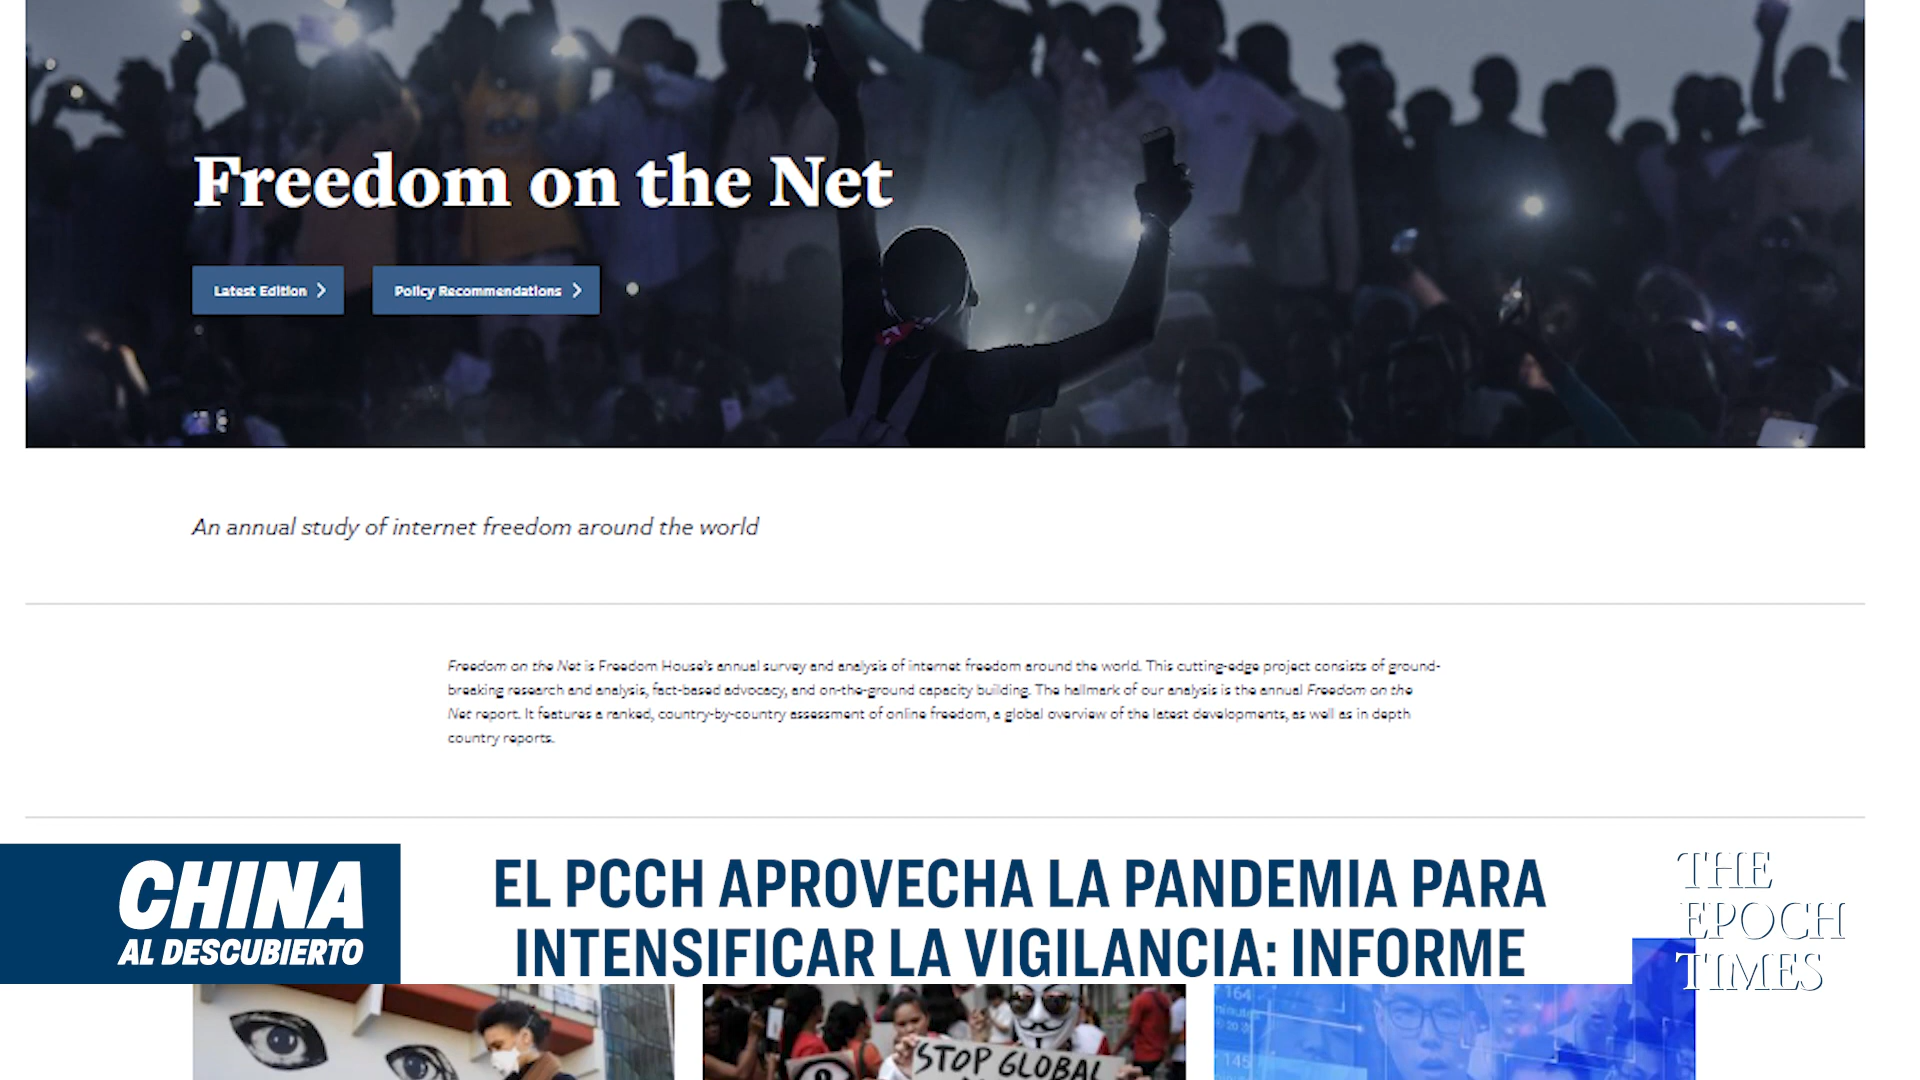 Freedom on the Net
Latest Edition
Policy Recommendations
An annual study of internet freedom around the world
Freedom on the Net is Freedom House's annual survey and analysis of internet freedom around the world. This cutting-edge project consists of ground-
breaking research and analysis, fact-based advocacy, and on-the-ground capacity building. The hallmark of our analysis is the annual Freedom on the
Net report. It features a ranked, country-by-country assessment of online freedom, a global overview of the latest developments, as well as in depth
country reports.
CHINA
AL DESCUBIERTO
EL PCCH APROVECHA LA PANDEMIA PARA
INTENSIFICAR LA VIGILANCIA: INFORME
THE
EPOCH
TIMES
STOP GLOBAL
164
145